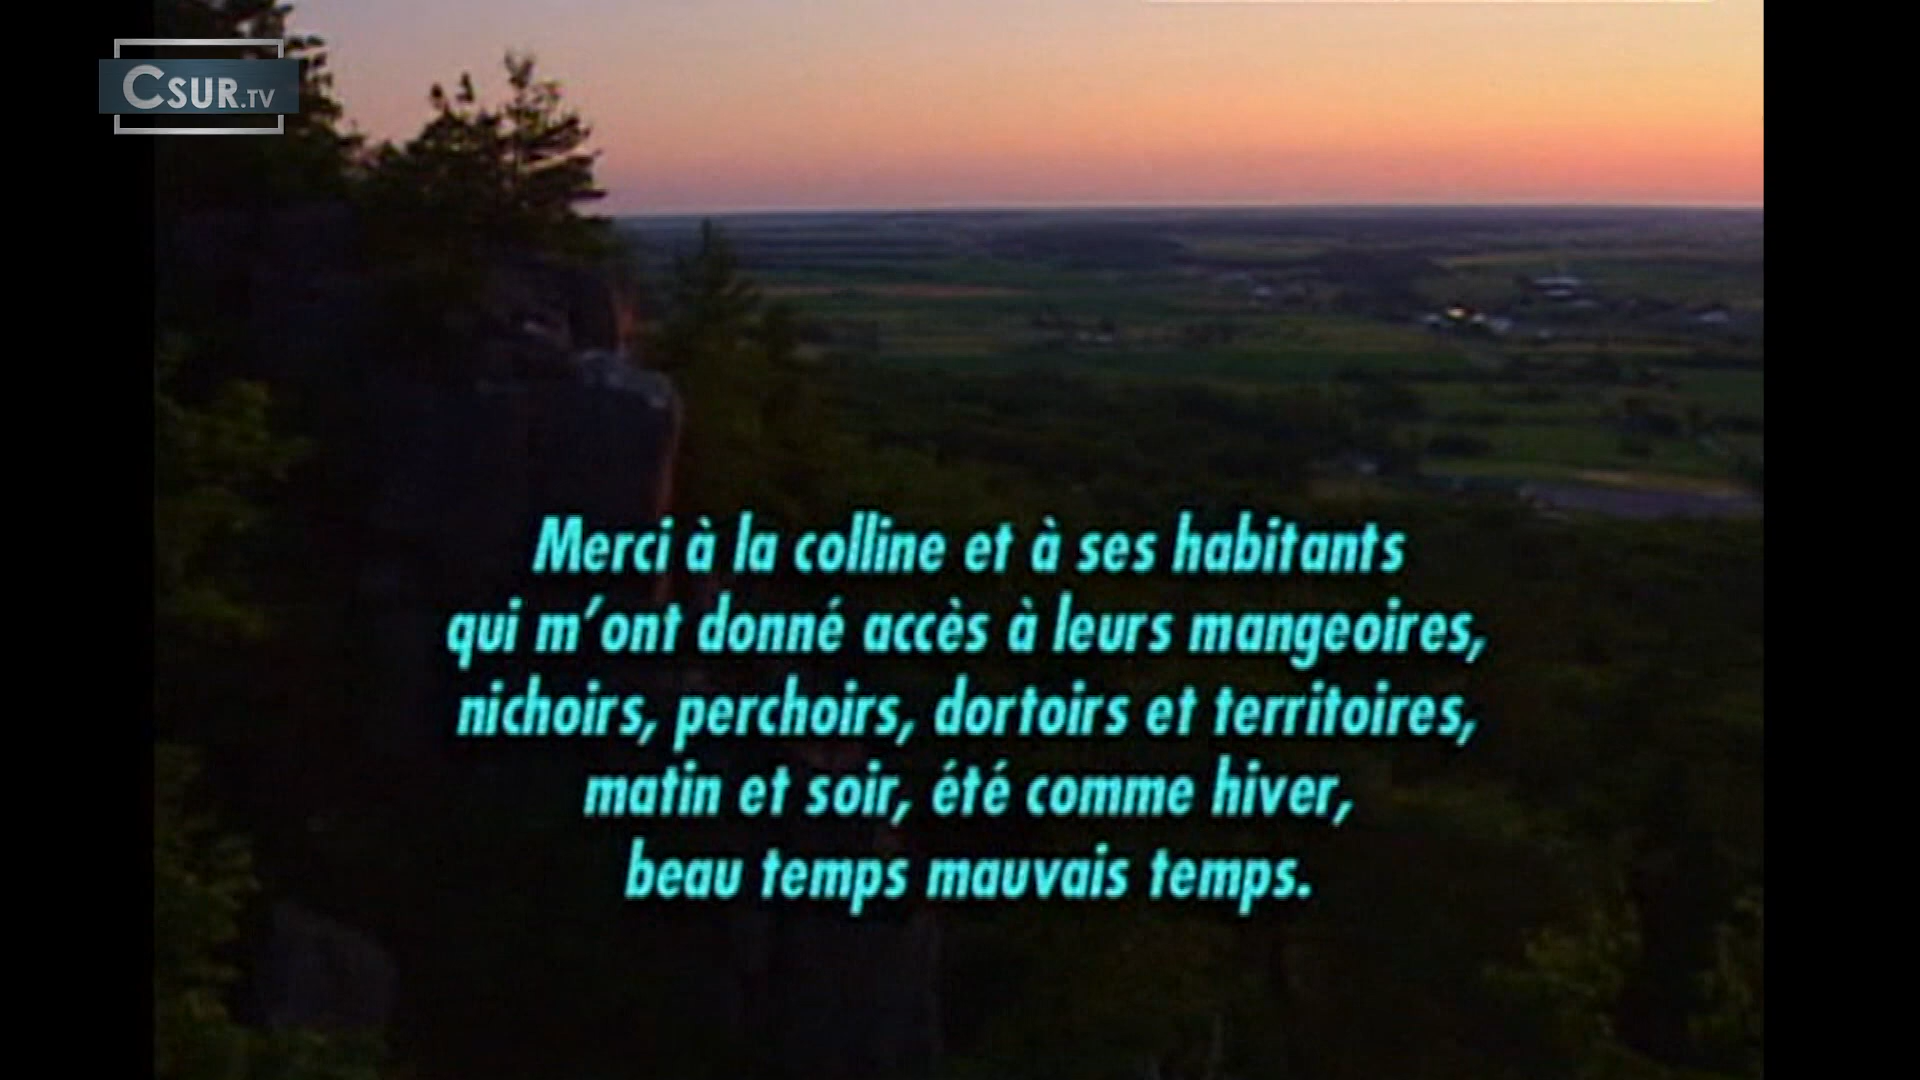 CSUR.TV
Merci à la colline et à ses habitants
qui m'ont donné accès à leurs mangeoires,
nichoirs, perchoirs, dortoirs et territoires,
matin et soir, été comme hiver,
beau temps mauvais temps.